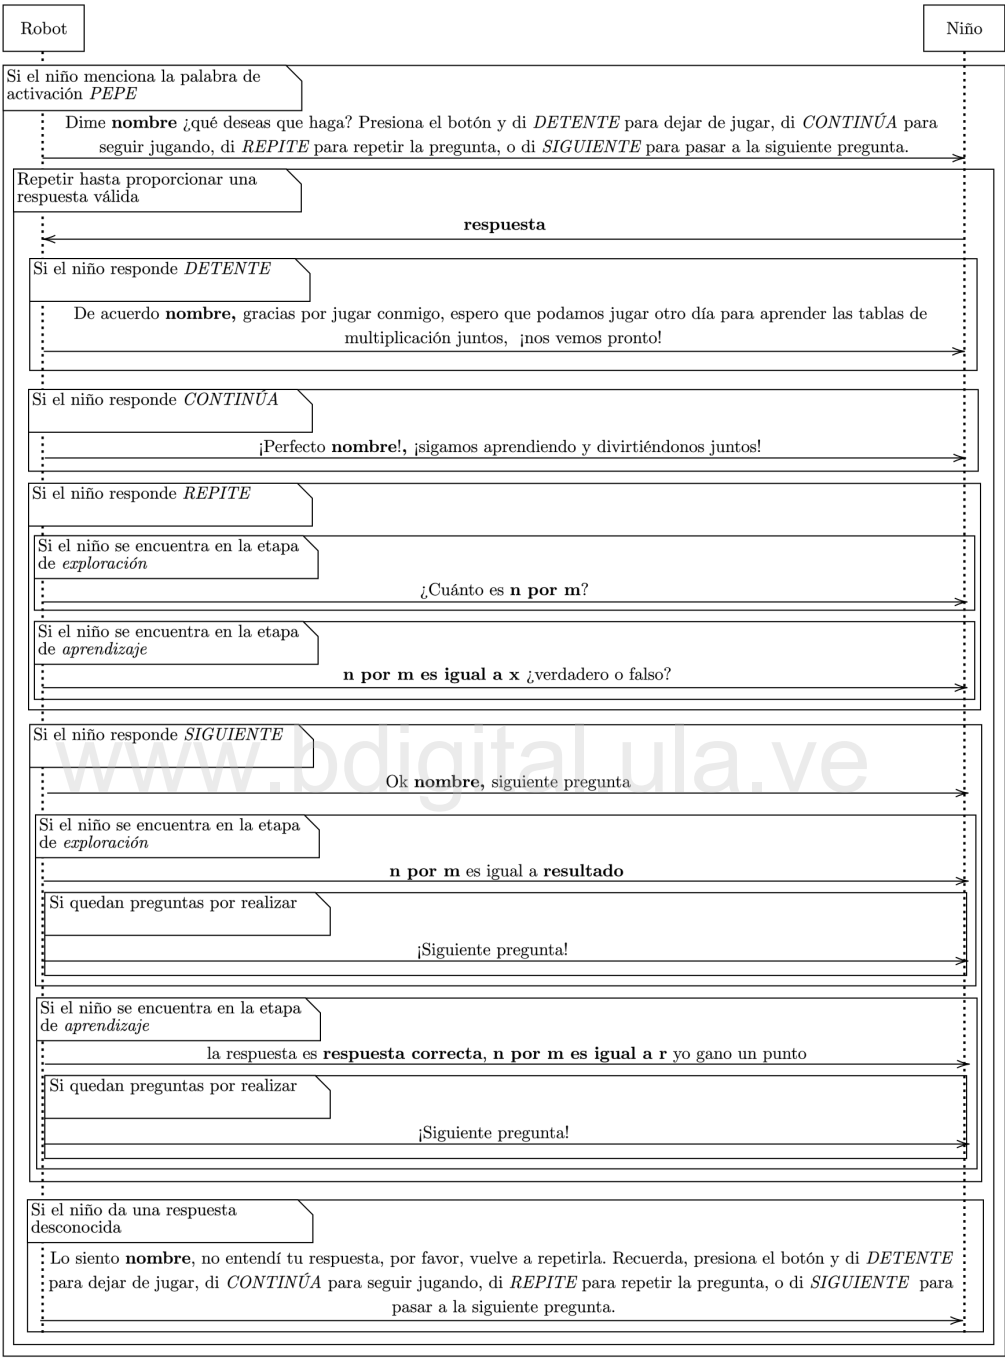 Robot
Niño
Si el niño menciona la palabra de
activación PEPE
Dime nombre ¿qué deseas que haga? Presiona el botón y di DETENTE para dejar de jugar, di CONTINÚA para
seguir jugando, di REPITE para repetir la pregunta, o di SIGUIENTE para pasar a la siguiente pregunta.
Repetir hasta proporcionar una
respuesta válida
respuesta
Si el niño responde DETENTE
De acuerdo nombre, gracias por jugar conmigo, espero que podamos jugar otro día para aprender las tablas de
multiplicación juntos, ¡nos vemos pronto!
Si el niño responde CONTINÚA
¡Perfecto nombre!, ¡sigamos aprendiendo y divirtiéndonos juntos!
Si el niño responde REPITE
Si el niño se encuentra en la etapa
de exploración
¿Cuánto es n por m?
Si el niño se encuentra en la etapa
de aprendizaje
n por m es igual a x ¿verdadero o falso?
Si el niño responde SIGUIENTE
www.bdigital.ula.ve
Ok nombre, siguiente pregunta
Si el niño se encuentra en la etapa
de exploración
n por m es igual a resultado
Si quedan preguntas por realizar
¡Siguiente pregunta!
Si el niño se encuentra en la etapa
de aprendizaje
la respuesta es respuesta correcta, n por m es igual a r yo gano un punto
Si quedan preguntas por realizar
¡Siguiente pregunta!
Si el niño da una respuesta
desconocida
Lo siento nombre, no entendí tu respuesta, por favor, vuelve a repetirla. Recuerda, presiona el botón y di DETENTE
para dejar de jugar, di CONTINÚA para seguir jugando, di REPITE para repetir la pregunta, o di SIGUIENTE para
pasar a la siguiente pregunta.